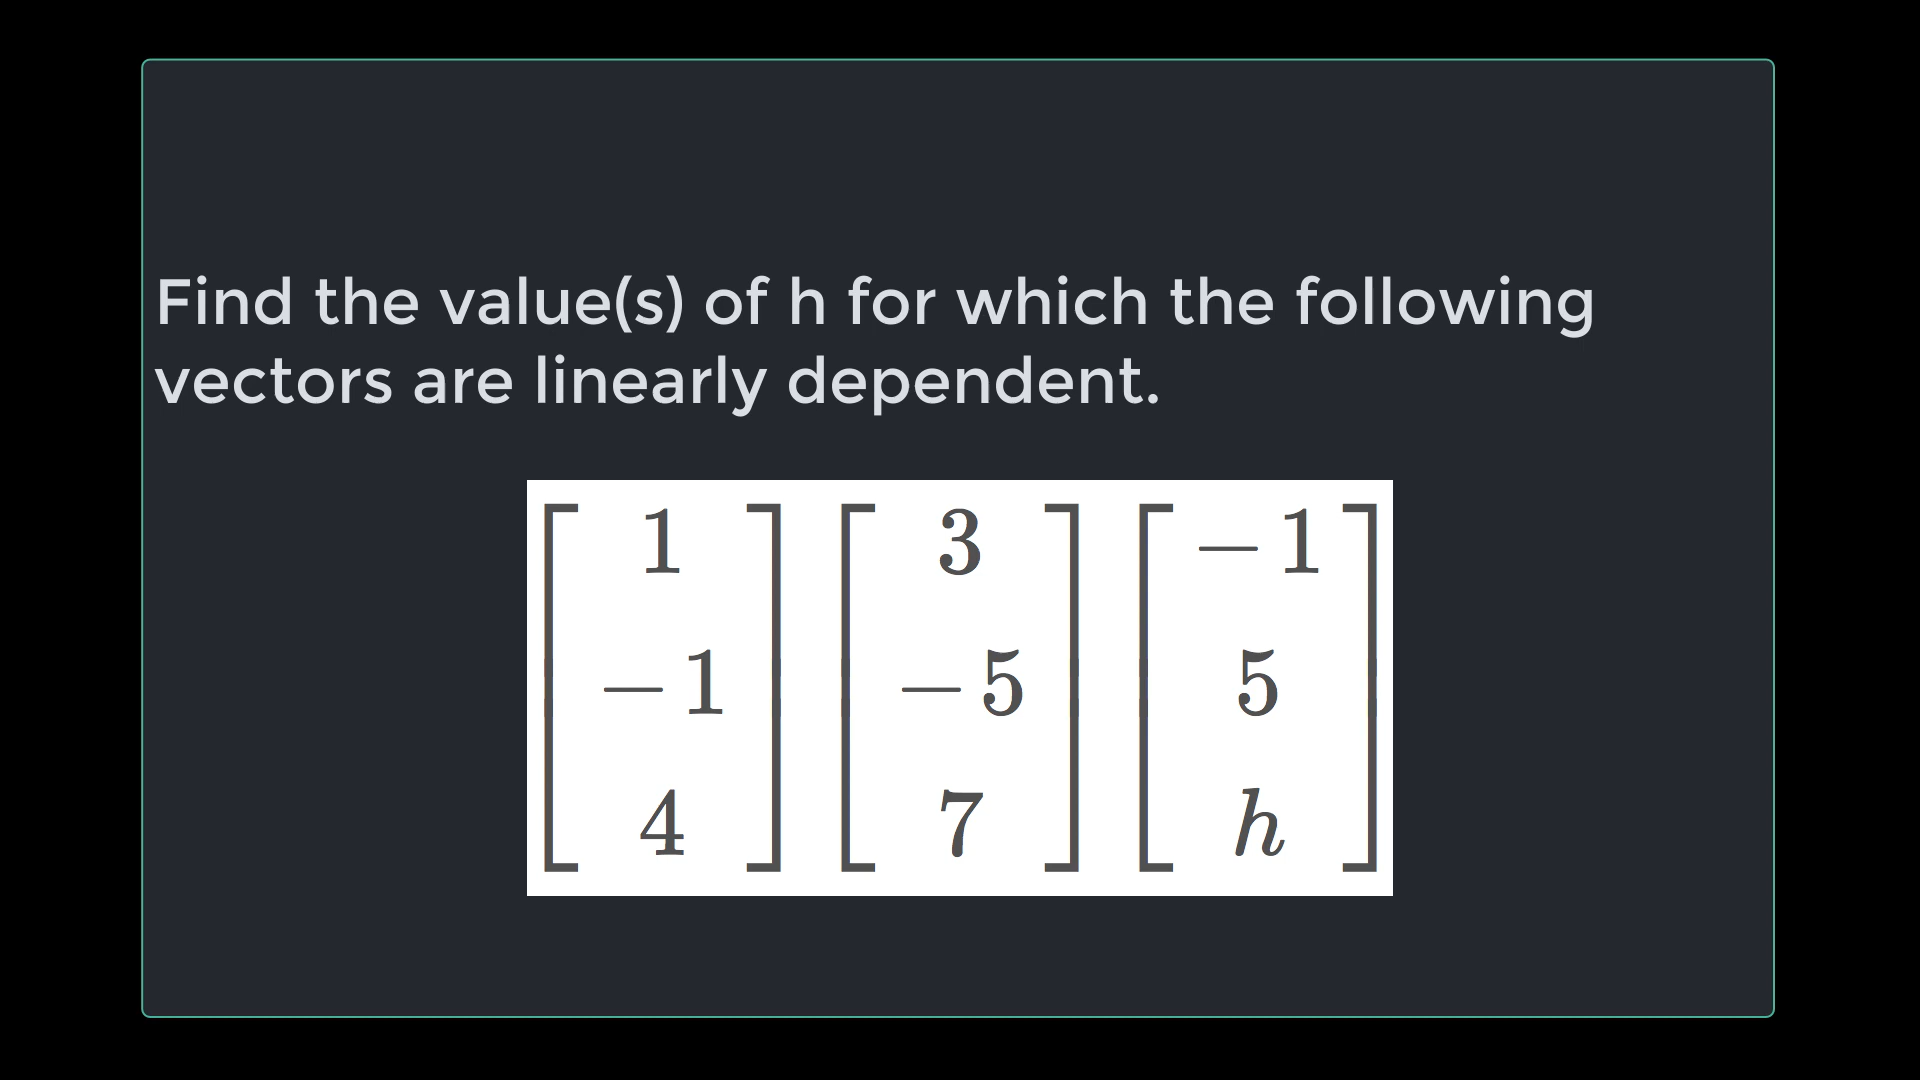 Find the value(s) of h for which the following
vectors are linearly dependent.
1 3 −1
−1 −5 5
4 7 h